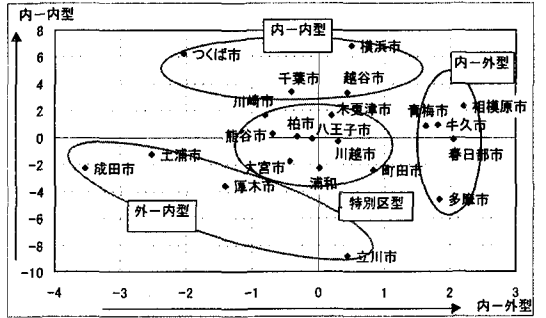 内ー内型
8
6
4
2
0
-2
-4
-6
-8
-10
内ー内型
つくば市
横浜市
千葉市
越谷市
内ー外型
川崎市
木更津市
青梅市
相模原市
熊谷市
柏市
八王子市
牛久市
大宮市
川越市
春日部市
成田市
土浦市
厚木市
浦和
町田市
特別区型
多摩市
外ー内型
立川市
-4
-3
-2
-1
0
1
2
3
内ー外型